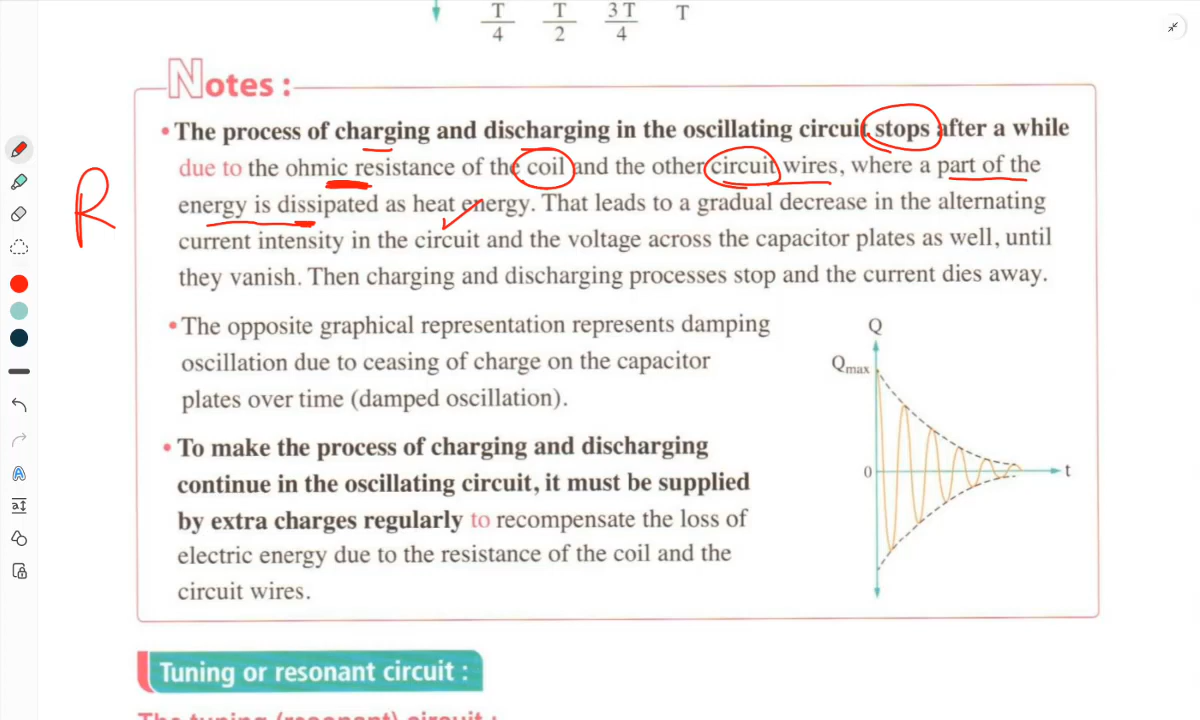 T T 3T T
4 2 4
Notes :
• The process of charging and discharging in the oscillating circuit stops after a while
due to the ohmic resistance of the coil and the other circuit wires, where a part of the
energy is dissipated as heat energy. That leads to a gradual decrease in the alternating
R
current intensity in the circuit and the voltage across the capacitor plates as well, until
they vanish. Then charging and discharging processes stop and the current dies away.
• The opposite graphical representation represents damping
oscillation due to ceasing of charge on the capacitor
plates over time (damped oscillation).
Q
Qmax
0
t
• To make the process of charging and discharging
continue in the oscillating circuit, it must be supplied
by extra charges regularly to recompensate the loss of
electric energy due to the resistance of the coil and the
circuit wires.
Tuning or resonant circuit :
The tuning (resonant) circuit :